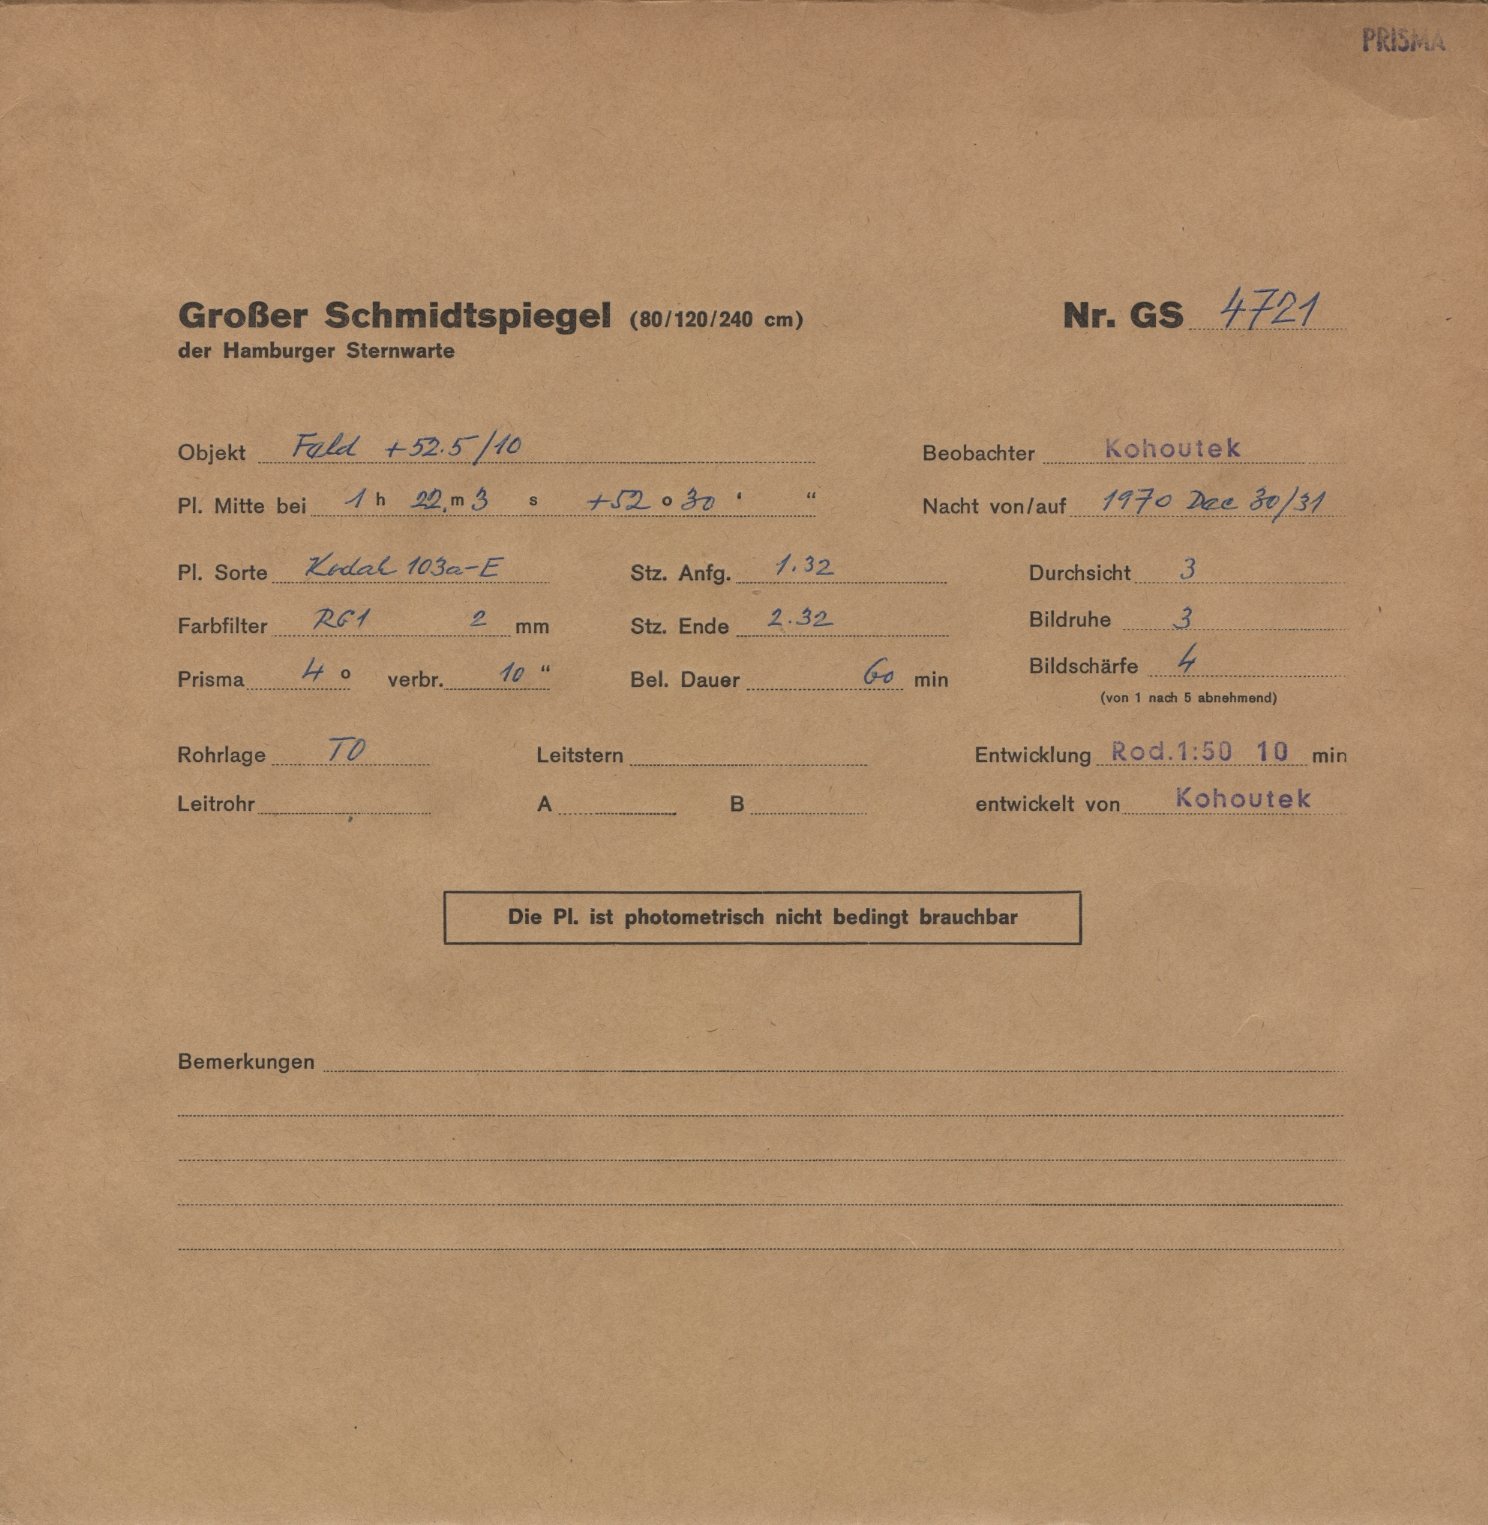 PRISMA
Großer Schmidtspiegel (80/120/240 cm) Nr. GS 4721
der Hamburger Sternwarte
Objekt Feld +52.5/10 Beobachter Kohoutek
Pl. Mitte bei 1 h 22. m 3 s +52 o 30 ' “ Nacht von/auf 1970 Dec 30/31
Pl. Sorte Kodak 103a-E Stz. Anfg. 1.32 Durchsicht 3
Farbfilter RG1 2 mm Stz. Ende 2.32 Bildruhe 3
Prisma 4 o verbr. 10 “ Bel. Dauer 60 min Bildschärfe 4
(von 1 nach 5 abnehmend)
Rohrlage TO Leitstern Entwicklung Rod.1:50 10 min
Leitrohr A B entwickelt von Kohoutek
Die Pl. ist photometrisch nicht bedingt brauchbar
Bemerkungen